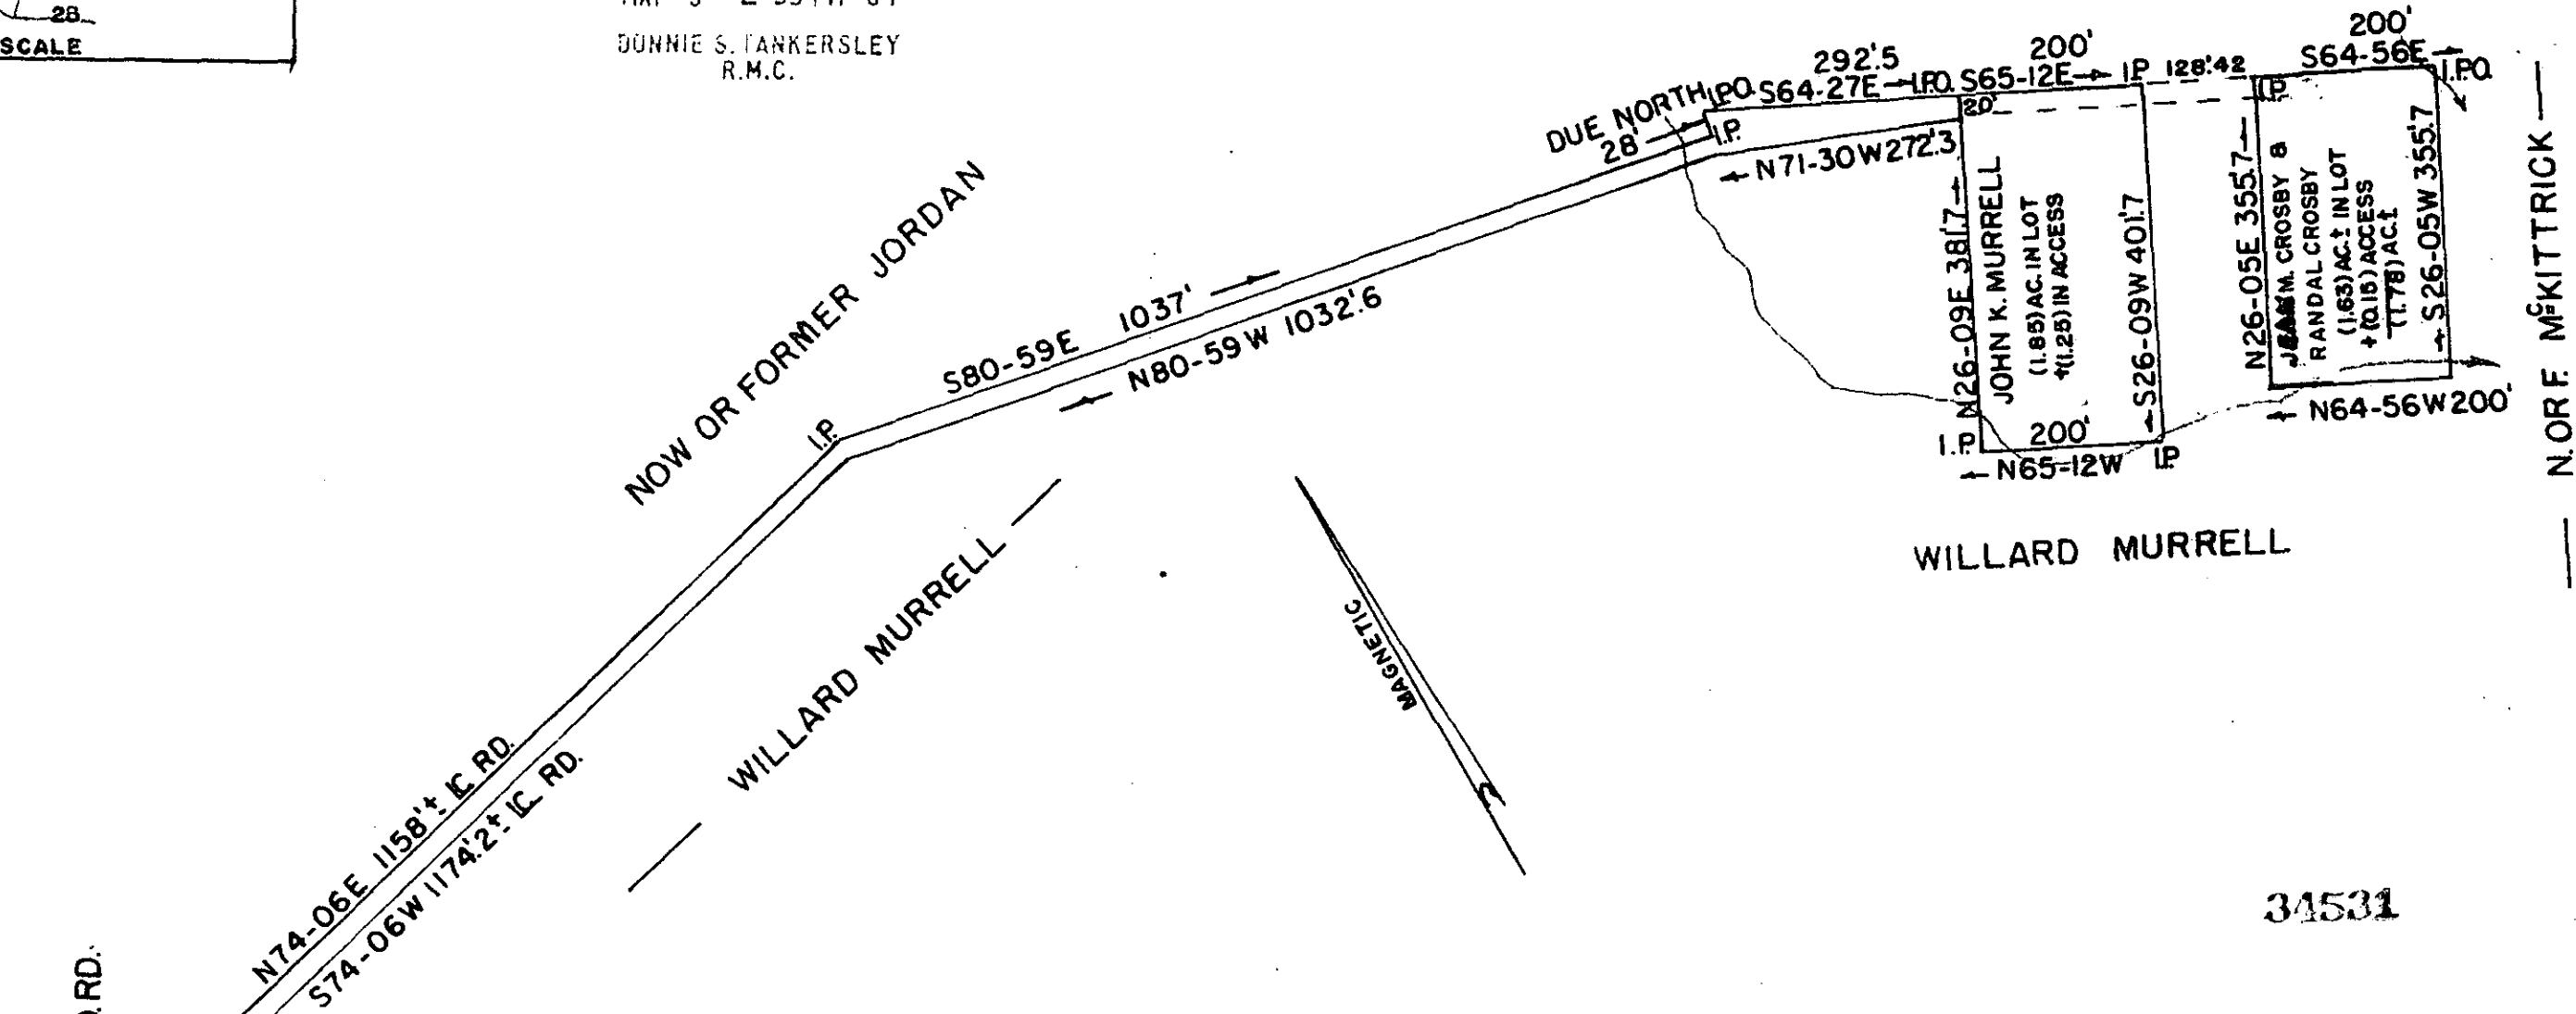 28
SCALE
DONNIE S. TANKERSLEY
R.M.C.
NOW OR FORMER JORDAN
I.P.
S80-59E 1037'
N80-59W 1032'.6
DUE NORTH
28'
I.P.O.
I.P.
292'.5
S64-27E
I.P.O.
N71-30W 272'.3
200'
S65-12E
I.P.
20'
128'.42
200'
S64-56E
I.P.O.
I.P.
N26-09E 381'.7
JOHN K. MURRELL
(1.85) AC. IN LOT
+(1.25) IN ACCESS
S26-09W 401'.7
I.P.
200'
N65-12W
I.P.
N26-05E 355'.7
M. CROSBY &
RANDAL CROSBY
(1.63) AC.± IN LOT
+(0.15) ACCESS
(1.78) AC.±
S26-05W 355'.7
N64-56W 200'
N. OR F. McKITTRICK
WILLARD MURRELL
WILLARD MURRELL
MAGNETIC
N74-06E 1158'± I.C. RD.
S74-06W 1174'.2± I.C. RD.
RD.
34531